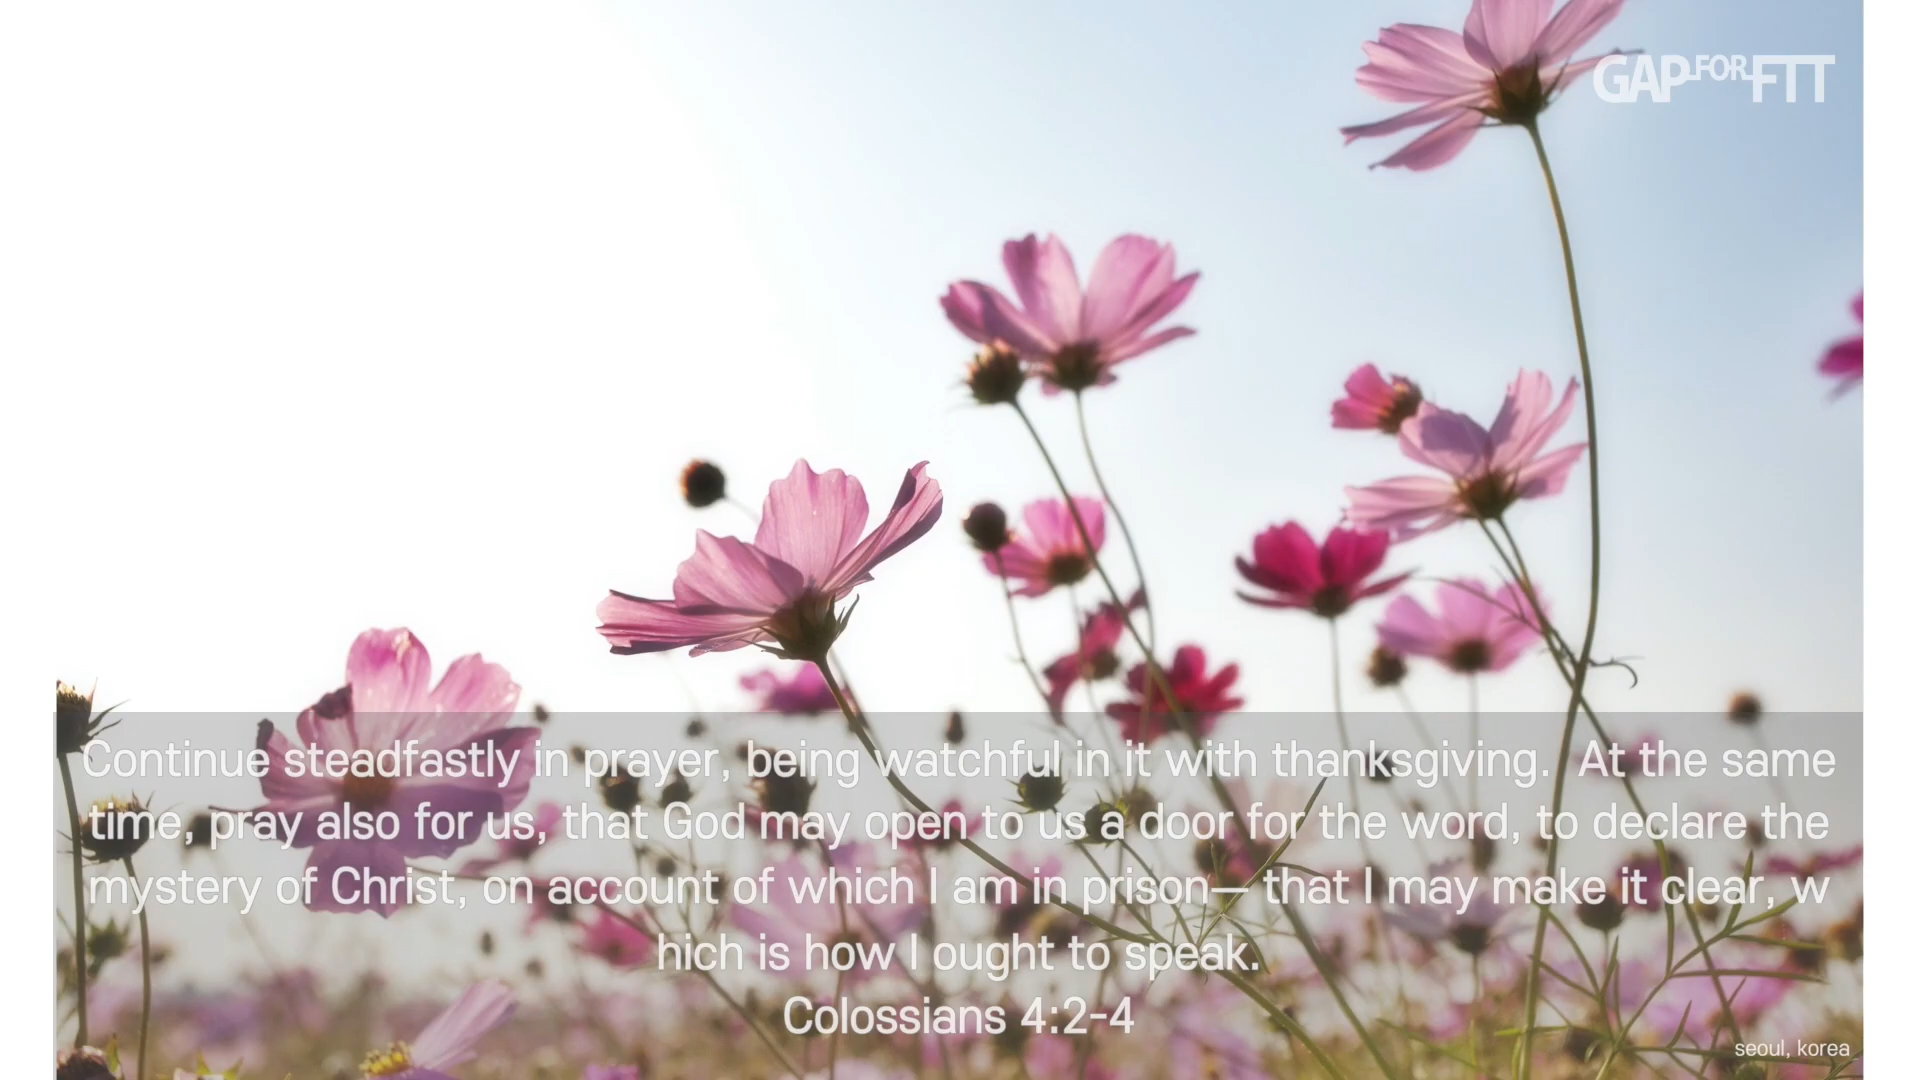 GAP FOR FTT
Continue steadfastly in prayer, being watchful in it with thanksgiving.  At the same
time, pray also for us, that God may open to us a door for the word, to declare the
mystery of Christ, on account of which I am in prison— that I may make it clear, w
hich is how I ought to speak.
Colossians 4:2-4
seoul, korea